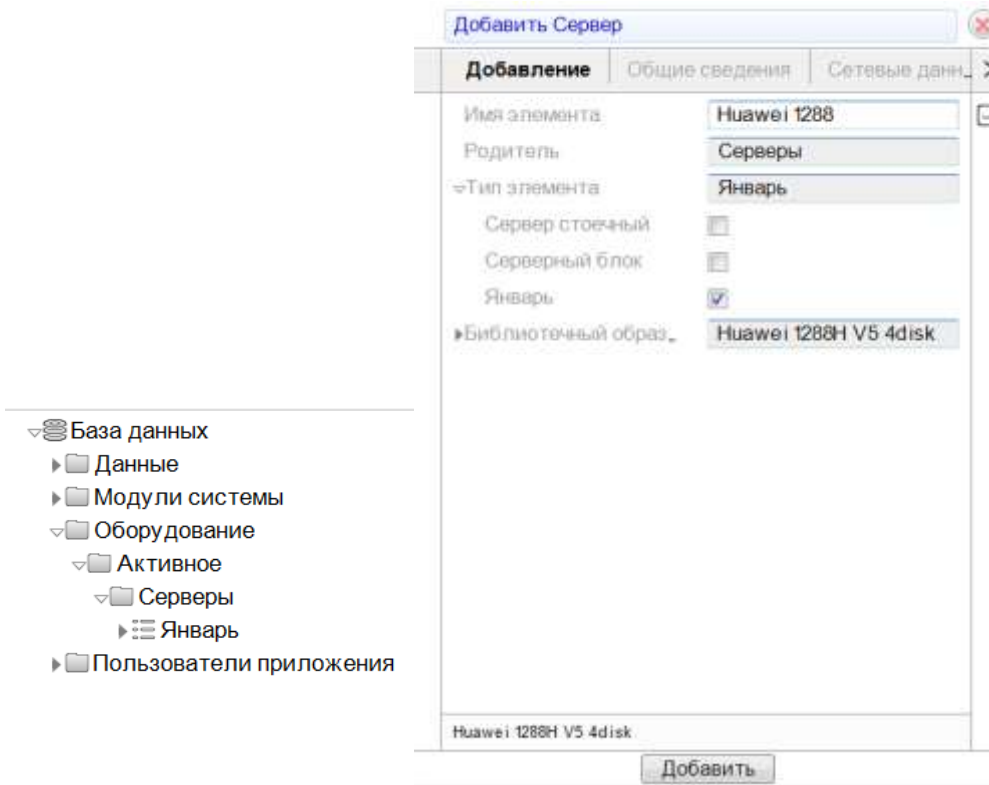 База данных
Данные
Модули системы
Оборудование
Активное
Серверы
Январь
Пользователи приложения
Добавить Сервер
Добавление Общие сведения Сетевые данн...
Имя элемента Huawei 1288
Родитель Серверы
Тип элемента Январь
Сервер стоечный
Серверный блок
Январь
Библиотечный образ... Huawei 1288H V5 4disk
Huawei 1288H V5 4disk
Добавить